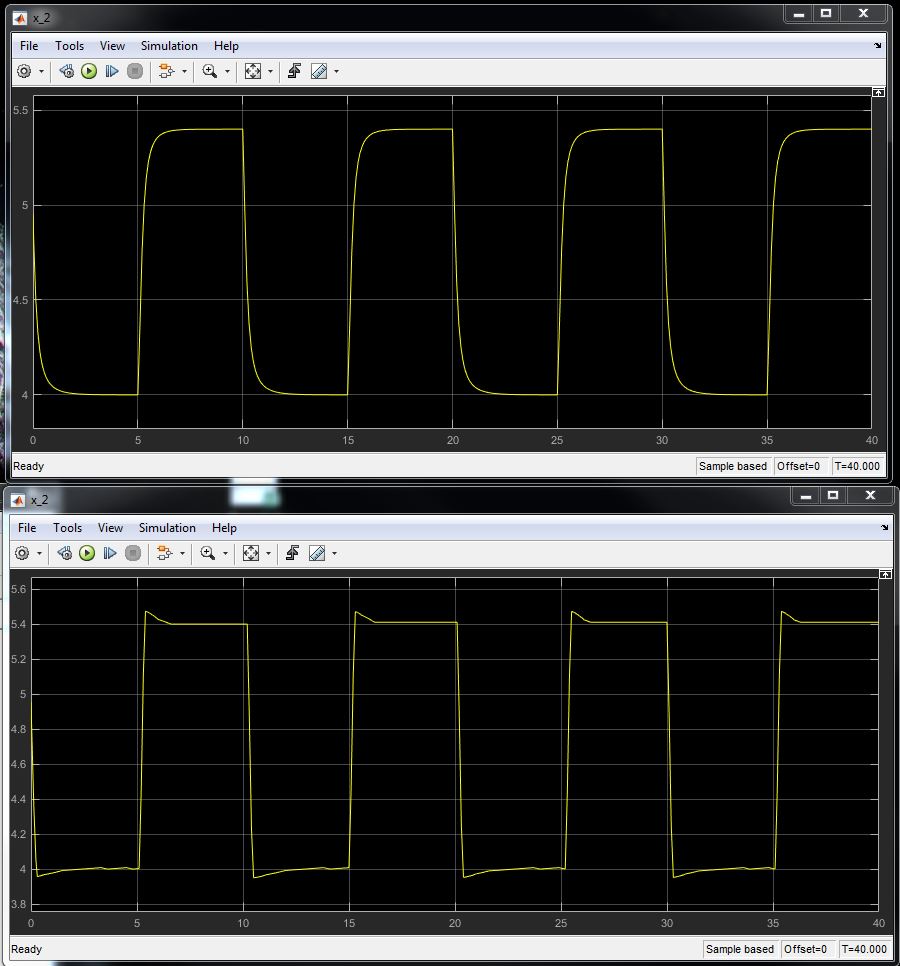 x_2
File Tools View Simulation Help
5.5
5
4.5
4
0 5 10 15 20 25 30 35 40
Ready Sample based Offset=0 T=40.000
x_2
File Tools View Simulation Help
5.6
5.4
5.2
5
4.8
4.6
4.4
4.2
4
3.8
0 5 10 15 20 25 30 35 40
Ready Sample based Offset=0 T=40.000